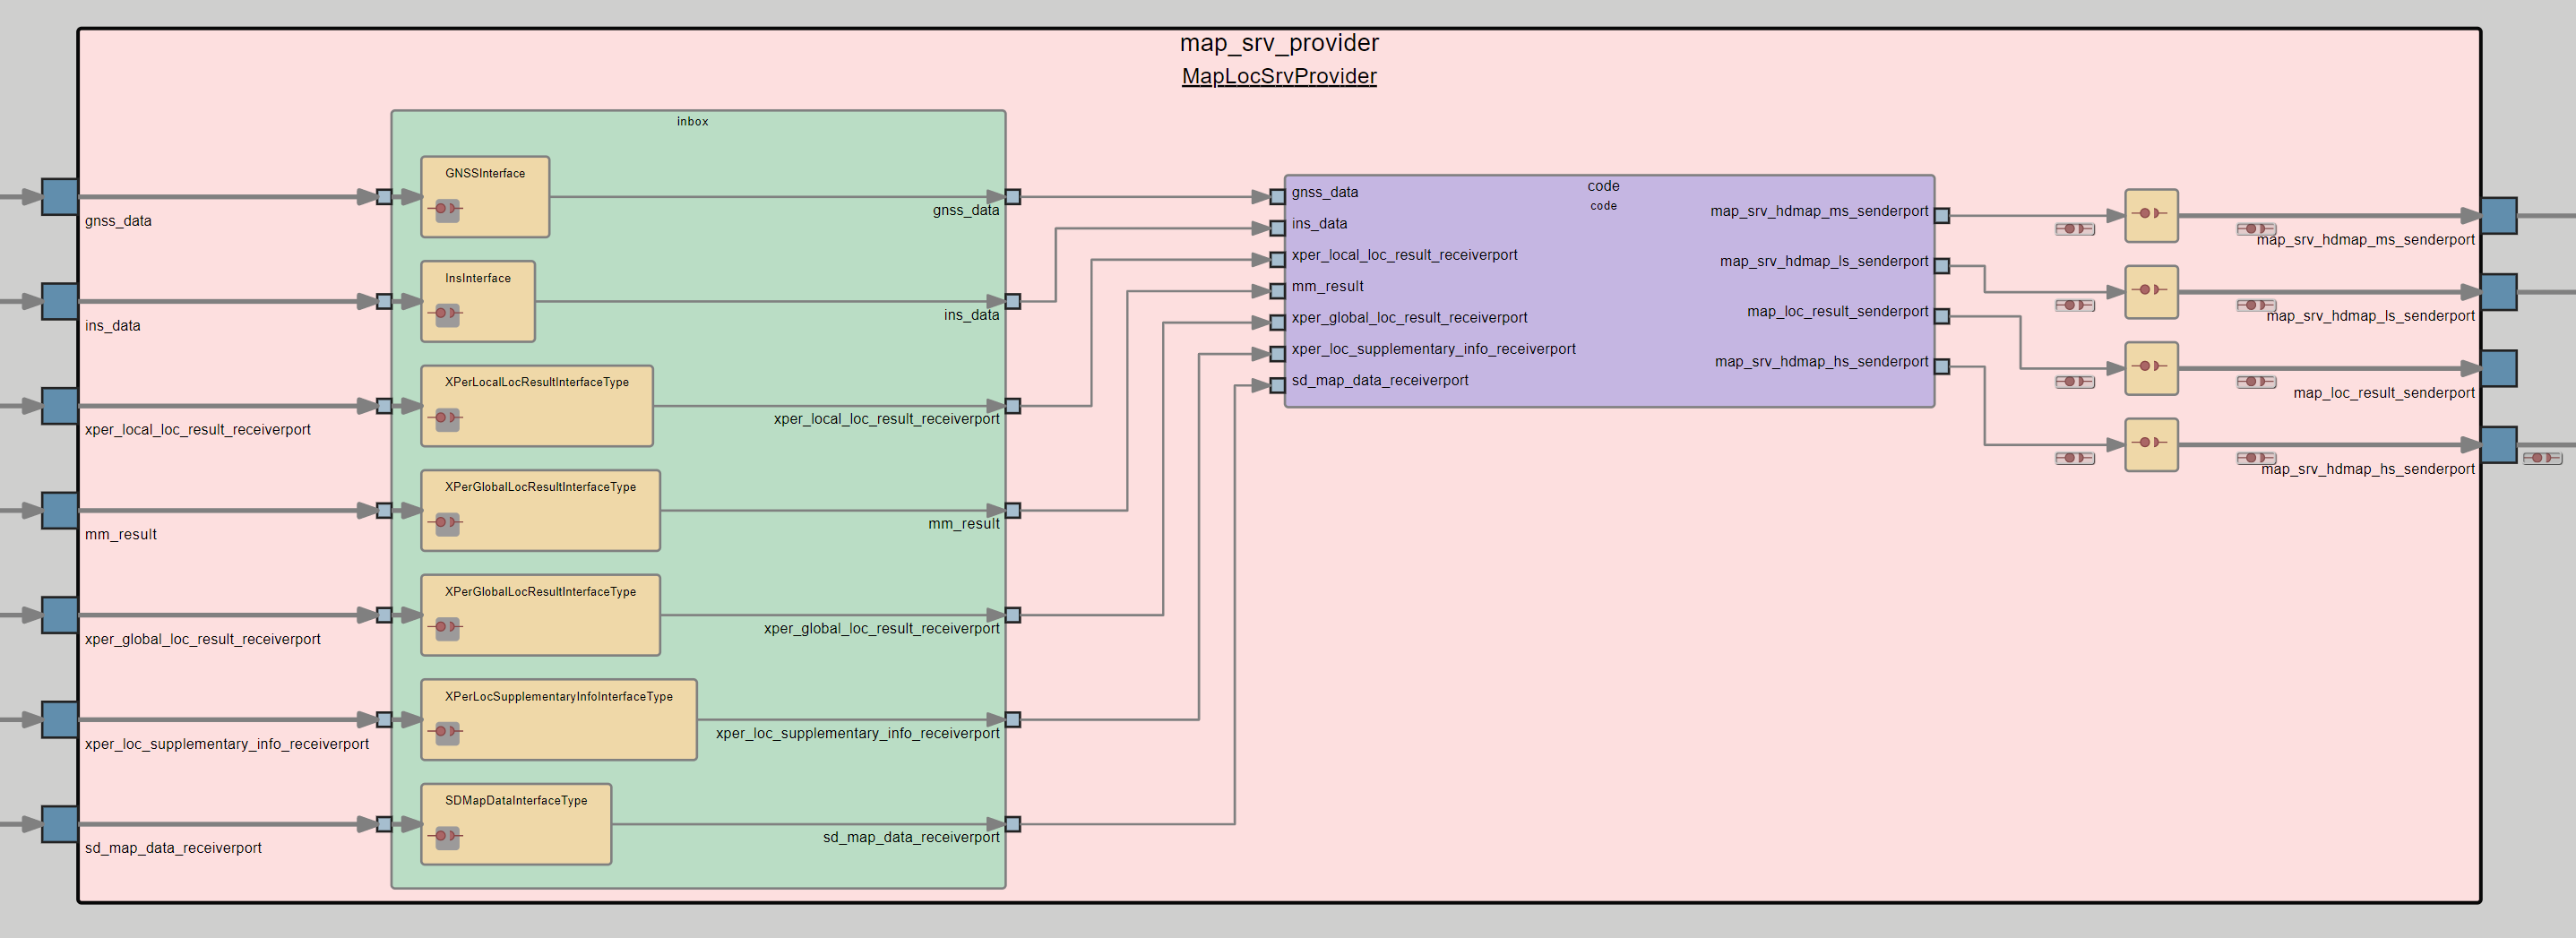 map_srv_provider
MapLocSrvProvider
gnss_data
ins_data
xper_local_loc_result_receiverport
mm_result
xper_global_loc_result_receiverport
xper_loc_supplementary_info_receiverport
sd_map_data_receiverport
inbox
GNSSInterface
gnss_data
InsInterface
ins_data
XPerLocalLocResultInterfaceType
xper_local_loc_result_receiverport
XPerGlobalLocResultInterfaceType
mm_result
XPerGlobalLocResultInterfaceType
xper_global_loc_result_receiverport
XPerLocSupplementaryInfoInterfaceType
xper_loc_supplementary_info_receiverport
SDMapDataInterfaceType
sd_map_data_receiverport
code
code
gnss_data
ins_data
xper_local_loc_result_receiverport
mm_result
xper_global_loc_result_receiverport
xper_loc_supplementary_info_receiverport
sd_map_data_receiverport
map_srv_hdmap_ms_senderport
map_srv_hdmap_ls_senderport
map_loc_result_senderport
map_srv_hdmap_hs_senderport
map_srv_hdmap_ms_senderport
map_srv_hdmap_ls_senderport
map_loc_result_senderport
map_srv_hdmap_hs_senderport